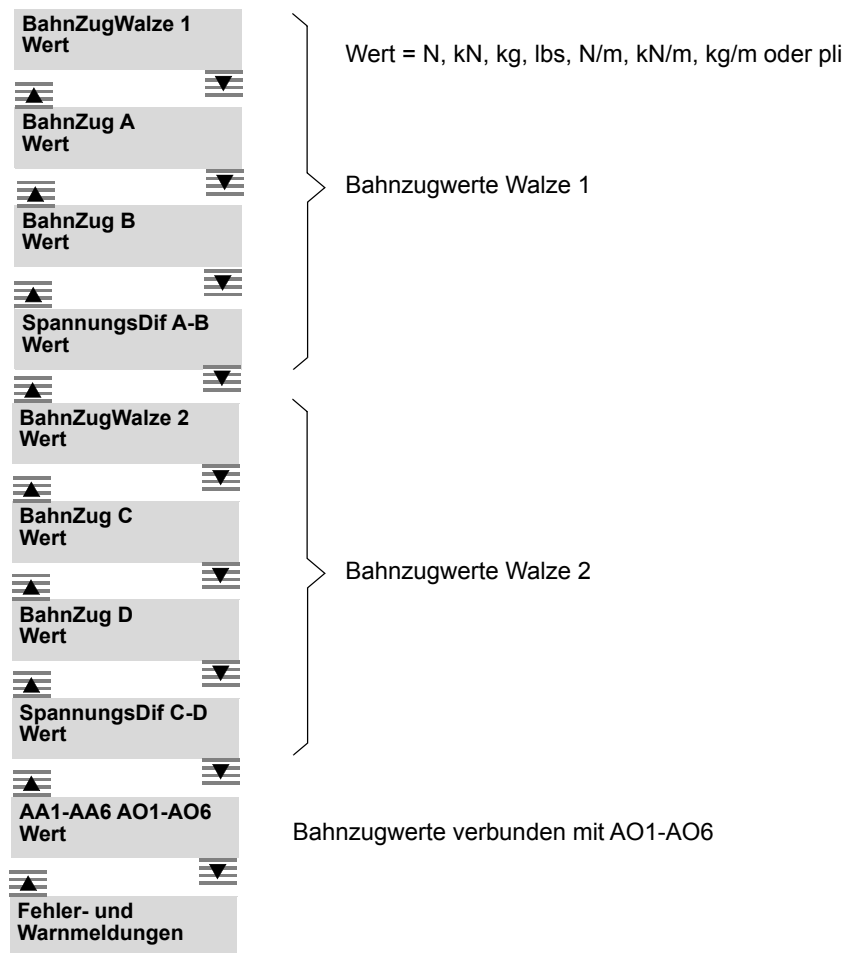 BahnZugWalze 1
Wert
Wert = N, kN, kg, lbs, N/m, kN/m, kg/m oder pli
BahnZug A
Wert
Bahnzugwerte Walze 1
BahnZug B
Wert
SpannungsDif A-B
Wert
BahnZugWalze 2
Wert
BahnZug C
Wert
Bahnzugwerte Walze 2
BahnZug D
Wert
SpannungsDif C-D
Wert
AA1-AA6 AO1-AO6
Wert
Bahnzugwerte verbunden mit AO1-AO6
Fehler- und
Warnmeldungen